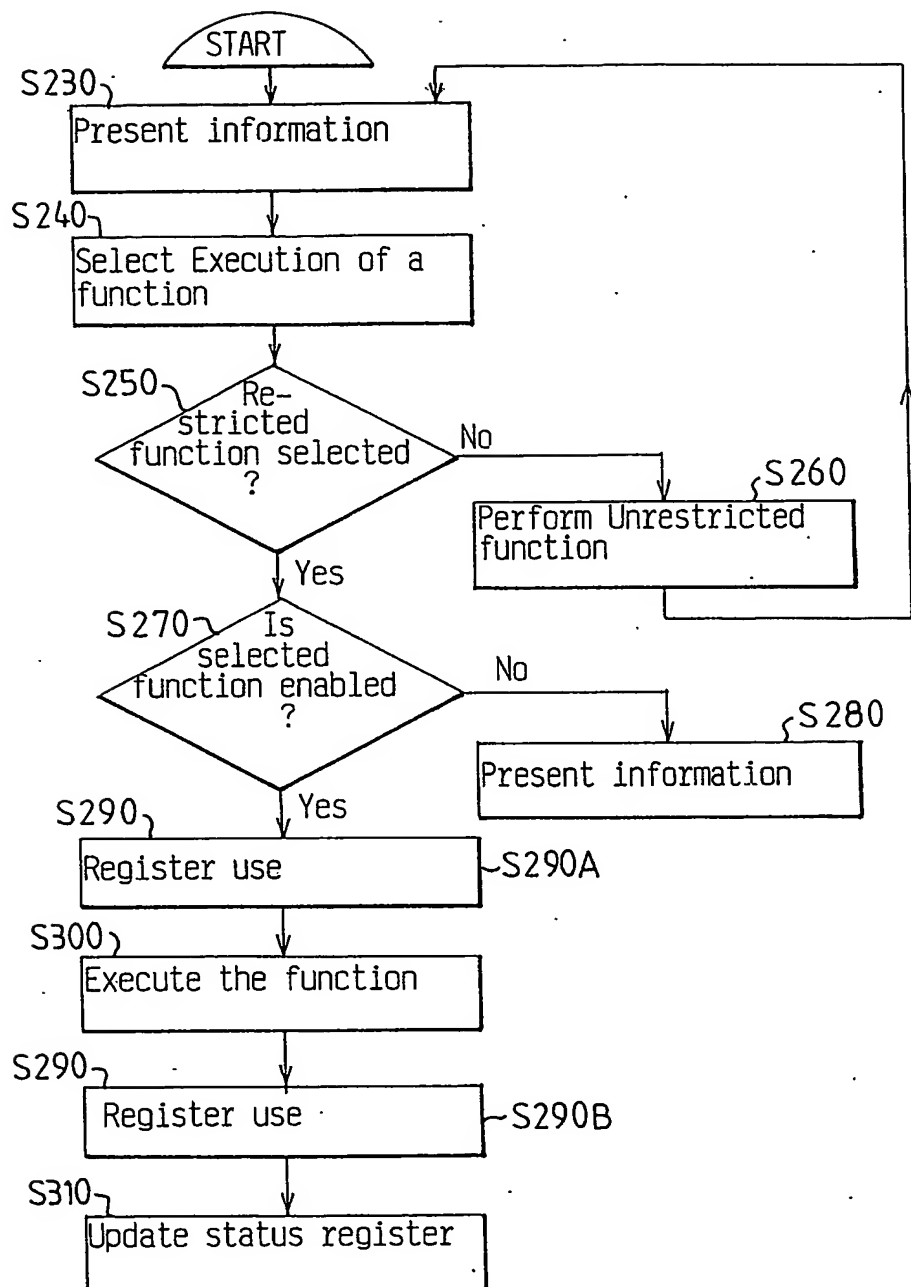 START
S230
Present information
S240
Select Execution of a
function
S250
Re-
stricted
function selected
?
No
S260
Perform Unrestricted
function
Yes
S270
Is
selected
function enabled
?
No
S280
Present information
Yes
S290
Register use
S290A
S300
Execute the function
S290
Register use
S290B
S310
Update status register